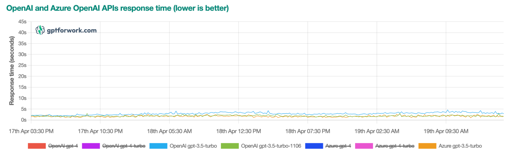 OpenAI and Azure OpenAI APIs response time (lower is better)
gptforwork.com
Response time (seconds)
45s
40s
35s
30s
25s
20s
15s
10s
5s
0s
17th Apr 03:30 PM 17th Apr 10:30 PM 18th Apr 05:30 AM 18th Apr 12:30 PM 18th Apr 07:30 PM 19th Apr 02:30 AM 19th Apr 09:30 AM
OpenAI gpt-4 OpenAI gpt-4-turbo OpenAI gpt-3.5-turbo OpenAI gpt-3.5-turbo-1106 Azure gpt-4 Azure gpt-4-turbo Azure gpt-3.5-turbo